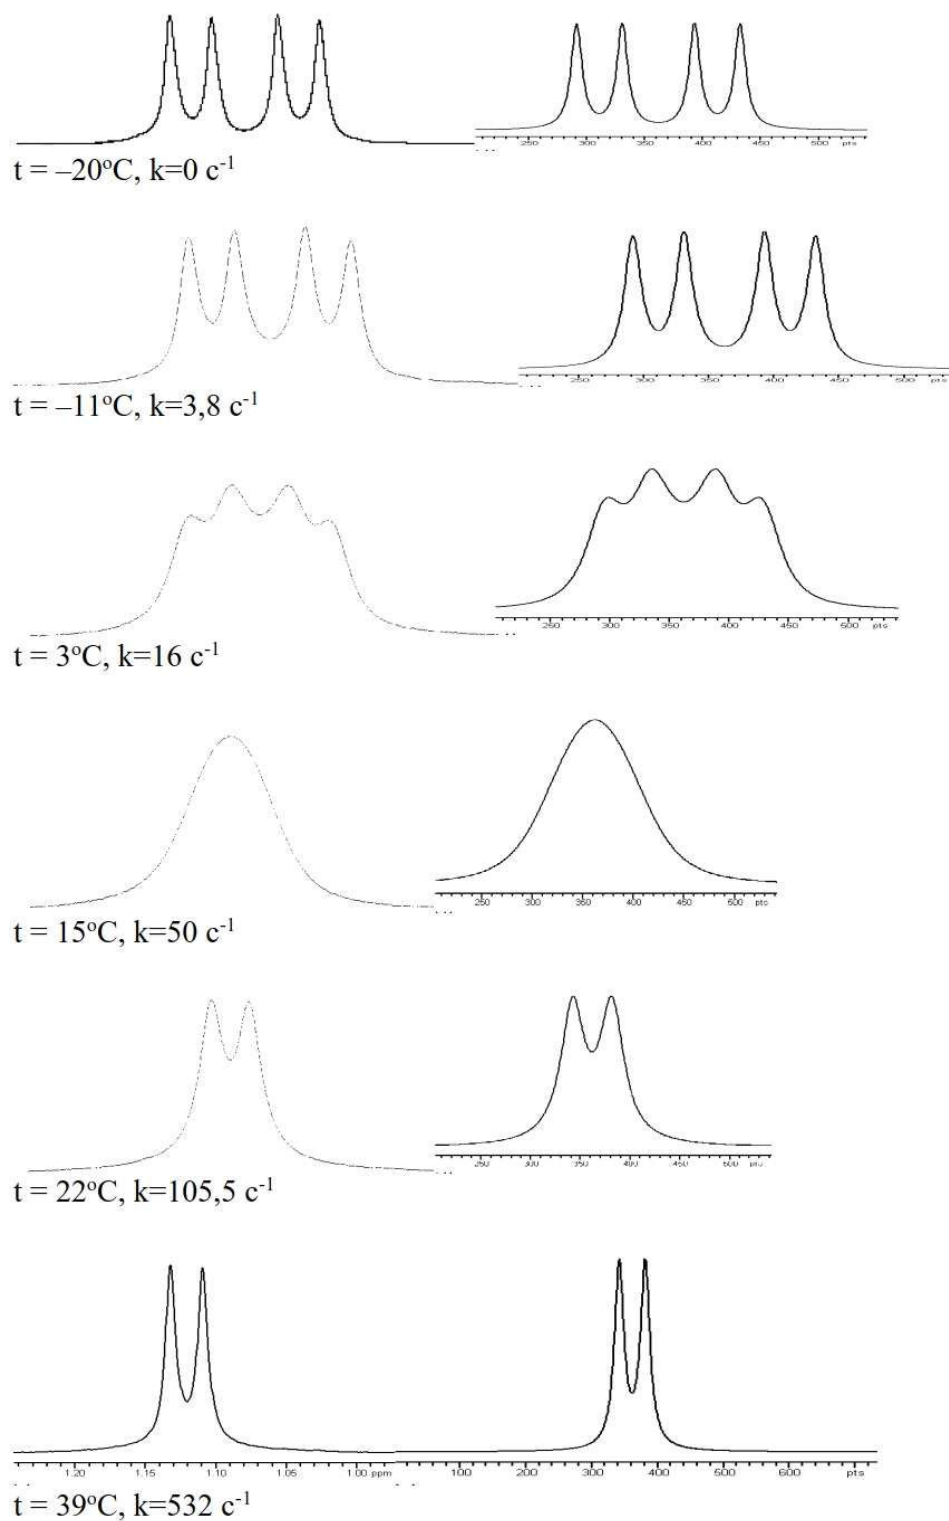 250 300 350 400 450 500 pts
t = –20°C, k=0 c⁻¹
250 300 350 400 450 500 pts
t = –11°C, k=3,8 c⁻¹
250 300 350 400 450 500 pts
t = 3°C, k=16 c⁻¹
250 300 350 400 450 500 ptc
t = 15°C, k=50 c⁻¹
250 300 350 400 450 500
t = 22°C, k=105,5 c⁻¹
1.20 1.15 1.10 1.05 1.00 ppm 100 200 300 400 500 600 pts
t = 39°C, k=532 c⁻¹